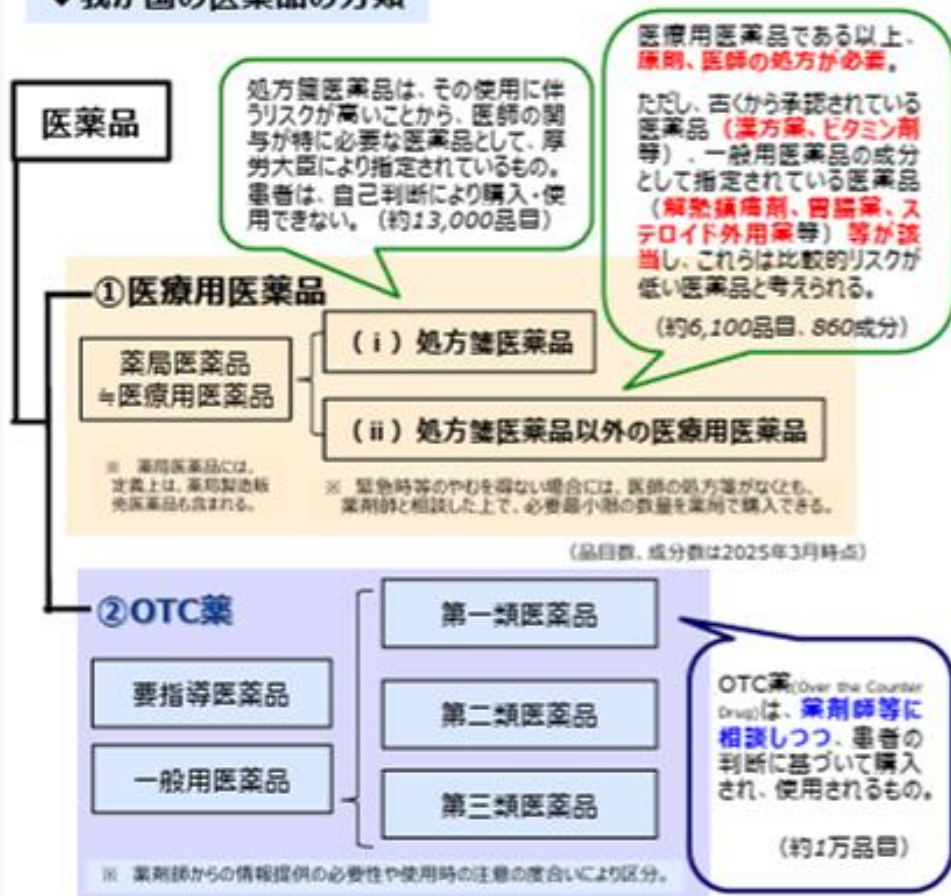 医薬品
処方箋医薬品は、その使用に伴
うリスクが高いことから、医師の関
与が特に必要な医薬品として、厚
労大臣により指定されているもの。
患者は、自己判断により購入・使
用できない。（約13,000品目）
医療用医薬品である以上、
原則、医師の処方が必要。
ただし、古くから承認されている
医薬品（漢方薬、ビタミン剤
等）、一般用医薬品の成分
として指定されている医薬品
（解熱鎮痛剤、胃腸薬、ス
テロイド外用薬等）等が該
当し、これらは比較的リスクが
低い医薬品と考えられる。
（約6,100品目、860成分）
①医療用医薬品
薬局医薬品
≒医療用医薬品
（ⅰ）処方箋医薬品
（ⅱ）処方箋医薬品以外の医療用医薬品
※ 薬局医薬品には、
定義上は、薬局製造販
売医薬品も含まれる。
※ 緊急時等のやむを得ない場合には、医師の処方箋がなくとも、
薬剤師と相談した上で、必要最小限の数量を薬局で購入できる。
（品目数、成分数は2025年3月時点）
②OTC薬
要指導医薬品
一般用医薬品
第一類医薬品
第二類医薬品
第三類医薬品
OTC薬(Over the Counter
Drug)は、薬剤師等に
相談しつつ、患者の
判断に基づいて購入
され、使用されるもの。
（約1万品目）
※ 薬剤師からの情報提供の必要性や使用時の注意の度合いにより区分。